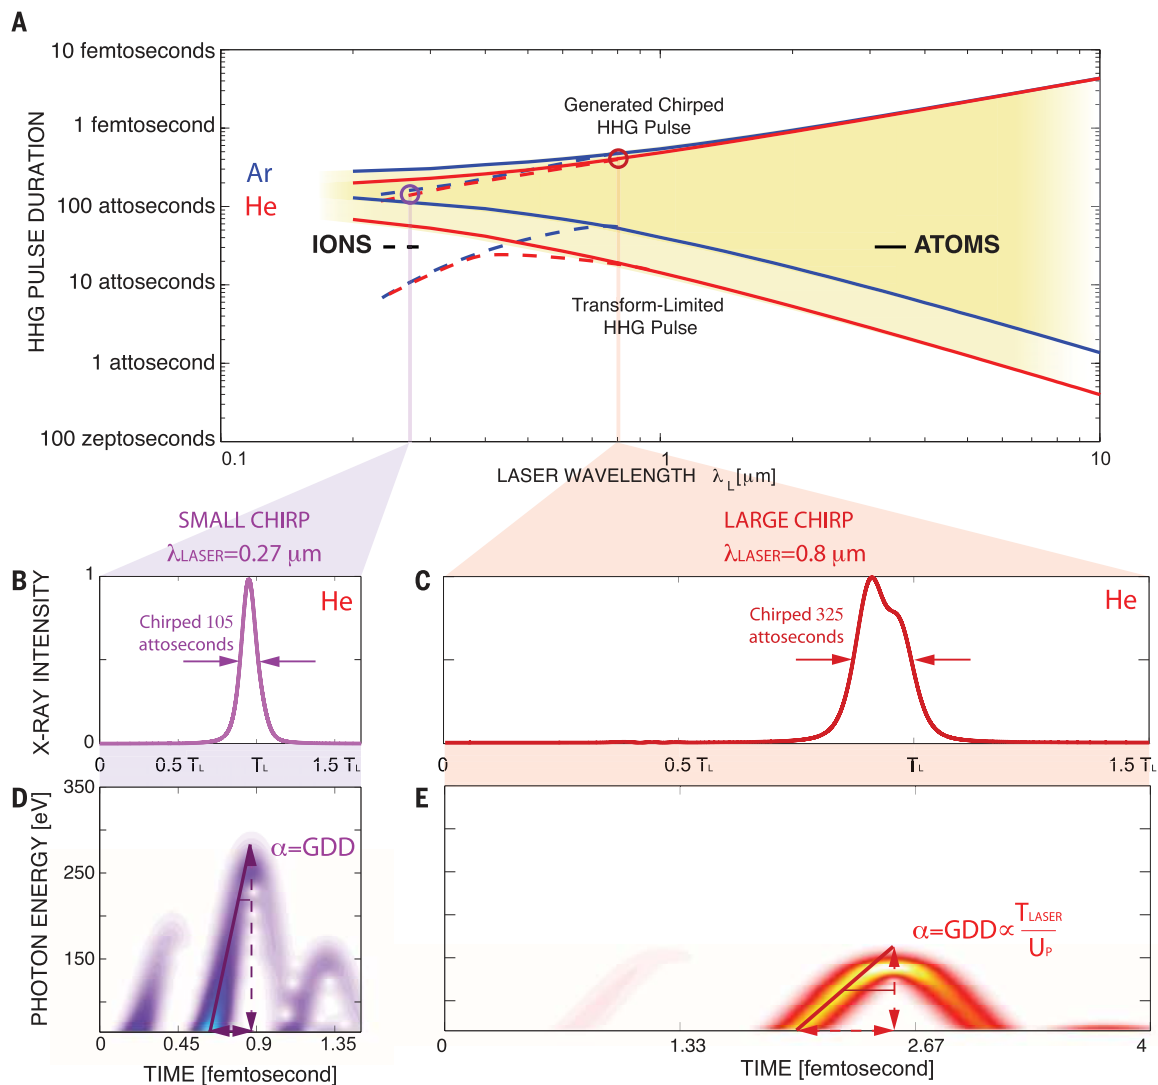 A
10 femtoseconds
1 femtosecond
100 attoseconds
10 attoseconds
1 attosecond
100 zeptoseconds
HHG PULSE DURATION
Generated Chirped
HHG Pulse
Ar
He
IONS
ATOMS
Transform-Limited
HHG Pulse
0.1
1
10
LASER WAVELENGTH λL[μm]
SMALL CHIRP
λLASER=0.27 μm
LARGE CHIRP
λLASER=0.8 μm
B
1
0
X-RAY INTENSITY
He
Chirped 105
attoseconds
0
0.5 TL
TL
1.5 TL
C
He
Chirped 325
attoseconds
0.5 TL
TL
1.5 TL
D
350
250
150
PHOTON ENERGY [eV]
α=GDD
0
0.45
0.9
1.35
TIME [femtosecond]
E
α=GDD∝TLASER
UP
0
1.33
2.67
4
TIME [femtosecond]